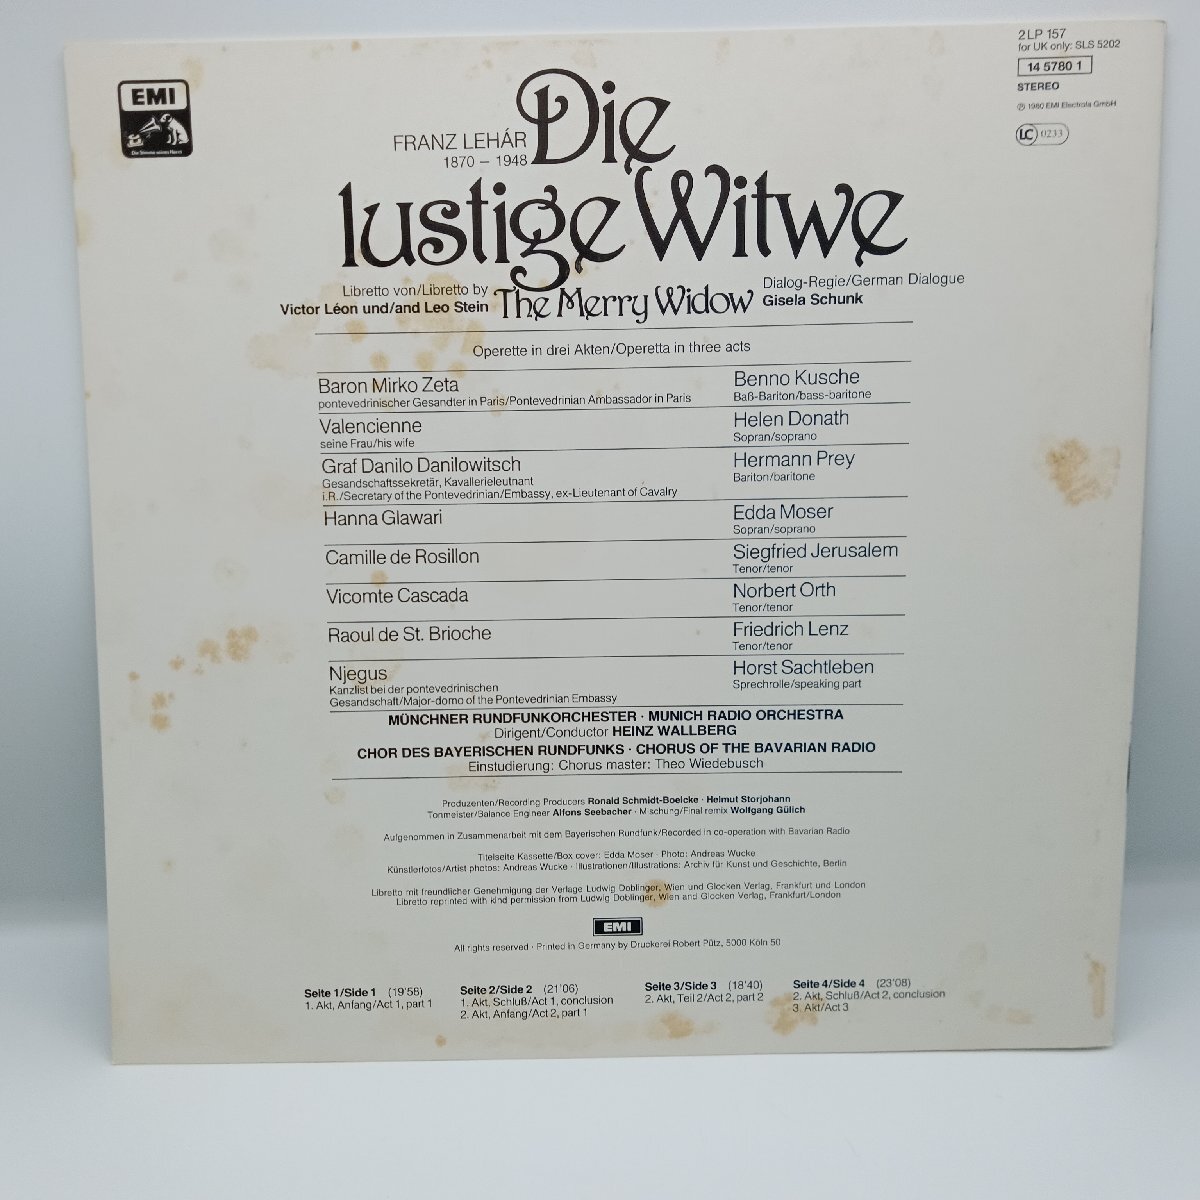 2 LP 157
for UK only: SLS 5202
14 5780 1
STEREO
℗ 1980 EMI Electrola GmbH
LC 0233
EMI
Die Stimme seines Herrn
FRANZ LEHÁR
1870 – 1948
Die
lustige Witwe
Libretto von/Libretto by
Victor Léon und/and Leo Stein
The Merry Widow
Dialog-Regie/German Dialogue
Gisela Schunk
Operette in drei Akten/Operetta in three acts
Baron Mirko Zeta
pontevedrinischer Gesandter in Paris/Pontevedrinian Ambassador in Paris
Benno Kusche
Baß-Bariton/bass-baritone
Valencienne
seine Frau/his wife
Helen Donath
Sopran/soprano
Graf Danilo Danilowitsch
Gesandschaftssekretär, Kavallerieleutnant
i.R./Secretary of the Pontevedrinian/Embassy, ex-Lieutenant of Cavalry
Hermann Prey
Bariton/baritone
Hanna Glawari
Edda Moser
Sopran/soprano
Camille de Rosillon
Siegfried Jerusalem
Tenor/tenor
Vicomte Cascada
Norbert Orth
Tenor/tenor
Raoul de St. Brioche
Friedrich Lenz
Tenor/tenor
Njegus
Kanzlist bei der pontevedrinischen
Gesandschaft/Major-domo of the Pontevedrinian Embassy
Horst Sachtleben
Sprechrolle/speaking part
MÜNCHNER RUNDFUNKORCHESTER · MUNICH RADIO ORCHESTRA
Dirigent/Conductor HEINZ WALLBERG
CHOR DES BAYERISCHEN RUNDFUNKS · CHORUS OF THE BAVARIAN RADIO
Einstudierung: Chorus master: Theo Wiedebusch
Produzenten/Recording Producers Ronald Schmidt-Boelcke · Helmut Storjohann
Tonmeister/Balance Engineer Alfons Seebacher · Mischung/Final remix Wolfgang Gülich
Aufgenommen in Zusammenarbeit mit dem Bayerischen Rundfunk/Recorded in co-operation with Bavarian Radio
Titelseite Kassette/Box cover: Edda Moser · Photo: Andreas Wucke
Künstlerfotos/Artist photos: Andreas Wucke · Illustrationen/Illustrations: Archiv für Kunst und Geschichte, Berlin
Libretto mit freundlicher Genehmigung der Verlage Ludwig Doblinger, Wien und Glocken Verlag, Frankfurt und London
Libretto reprinted with kind permission from Ludwig Doblinger, Wien and Glocken Verlag, Frankfurt/London
EMI
All rights reserved · Printed in Germany by Druckerei Robert Pütz, 5000 Köln 50
Seite 1/Side 1 (19'56)
1. Akt, Anfang/Act 1, part 1
Seite 2/Side 2 (21'06)
1. Akt, Schluß/Act 1, conclusion
2. Akt, Anfang/Act 2, part 1
Seite 3/Side 3 (18'40)
2. Akt, Teil 2/Act 2, part 2
Seite 4/Side 4 (23'08)
2. Akt, Schluß/Act 2, conclusion
3. Akt/Act 3